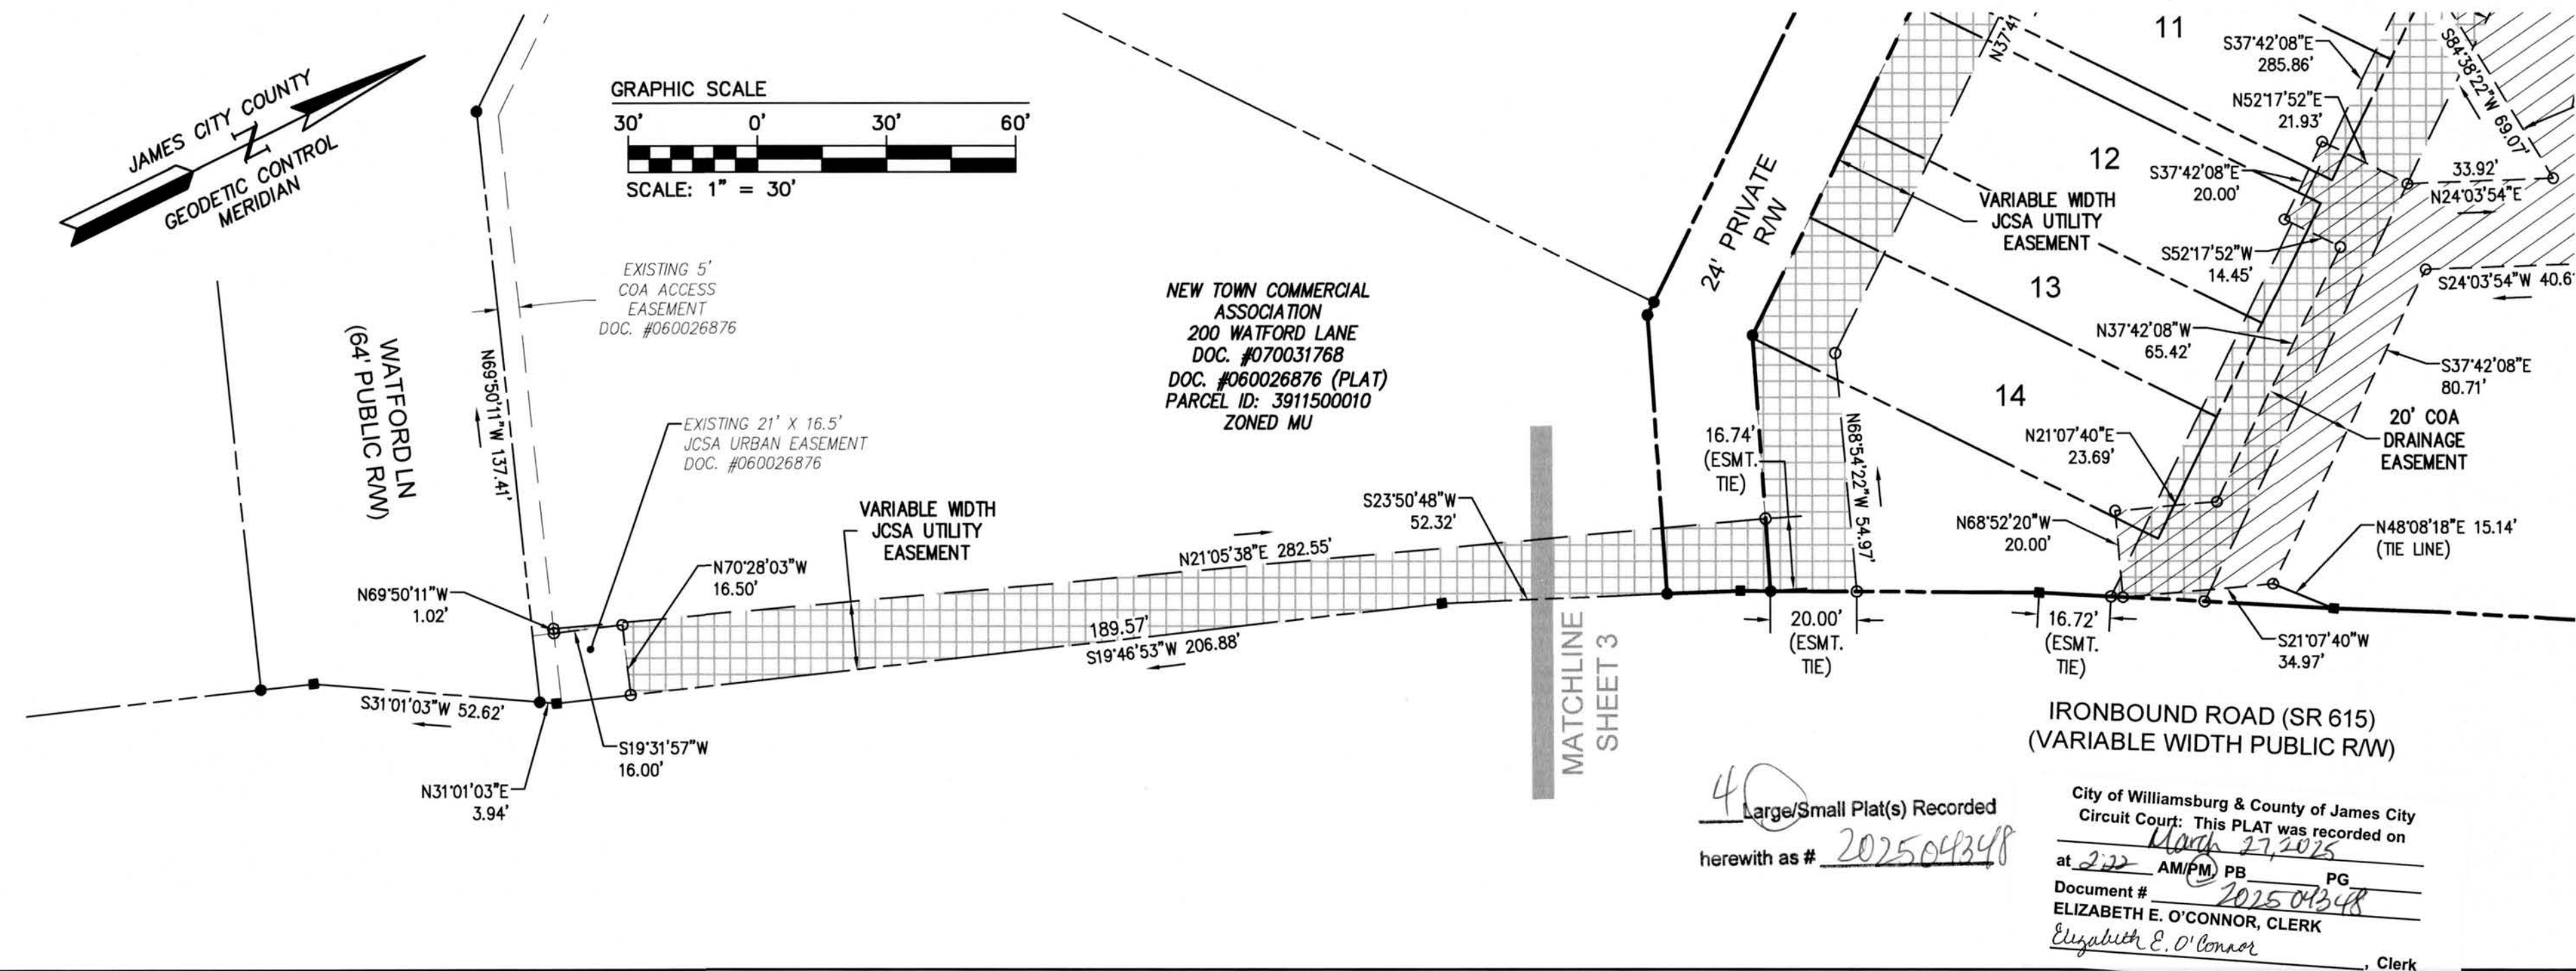 JAMES CITY COUNTY
N
GEODETIC CONTROL
MERIDIAN
GRAPHIC SCALE
30' 0' 30' 60'
SCALE: 1" = 30'
WATFORD LN
(64' PUBLIC R/W)
EXISTING 5'
COA ACCESS
EASEMENT
DOC. #060026876
N69°50'11"W 137.41'
EXISTING 21' X 16.5'
JCSA URBAN EASEMENT
DOC. #060026876
VARIABLE WIDTH
JCSA UTILITY
EASEMENT
N70°28'03"W
16.50'
N69°50'11"W
1.02'
S31°01'03"W 52.62'
N31°01'03"E
3.94'
S19°31'57"W
16.00'
N21°05'38"E 282.55'
189.57'
S19°46'53"W 206.88'
NEW TOWN COMMERCIAL
ASSOCIATION
200 WATFORD LANE
DOC. #070031768
DOC. #060026876 (PLAT)
PARCEL ID: 3911500010
ZONED MU
S23°50'48"W
52.32'
MATCHLINE
SHEET 3
24' PRIVATE
R/W
16.74'
(ESMT.
TIE)
N68°54'22"W 54.97'
20.00'
(ESMT.
TIE)
N37°41
11
12
13
14
VARIABLE WIDTH
JCSA UTILITY
EASEMENT
S37°42'08"E
285.86'
N52°17'52"E
21.93'
S37°42'08"E
20.00'
S52°17'52"W
14.45'
N37°42'08"W
65.42'
N21°07'40"E
23.69'
N68°52'20"W
20.00'
16.72'
(ESMT.
TIE)
S84°38'22"W 69.07'
33.92'
N24°03'54"E
S24°03'54"W 40.6
S37°42'08"E
80.71'
20' COA
DRAINAGE
EASEMENT
N48°08'18"E 15.14'
(TIE LINE)
S21°07'40"W
34.97'
IRONBOUND ROAD (SR 615)
(VARIABLE WIDTH PUBLIC R/W)
4 Large/Small Plat(s) Recorded
herewith as # 202504348
City of Williamsburg & County of James City
Circuit Court: This PLAT was recorded on
March 27, 2025
at 2:22 AM/PM, PB PG
Document # 202504348
ELIZABETH E. O'CONNOR, CLERK
Elizabeth E. O'Connor
, Clerk